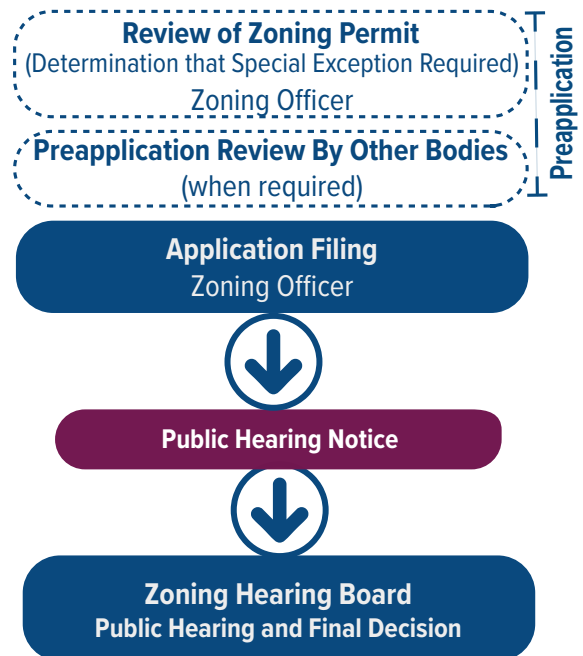 Review of Zoning Permit
(Determination that Special Exception Required)
Zoning Officer
Preapplication
Preapplication Review By Other Bodies
(when required)
Application Filing
Zoning Officer
Public Hearing Notice
Zoning Hearing Board
Public Hearing and Final Decision